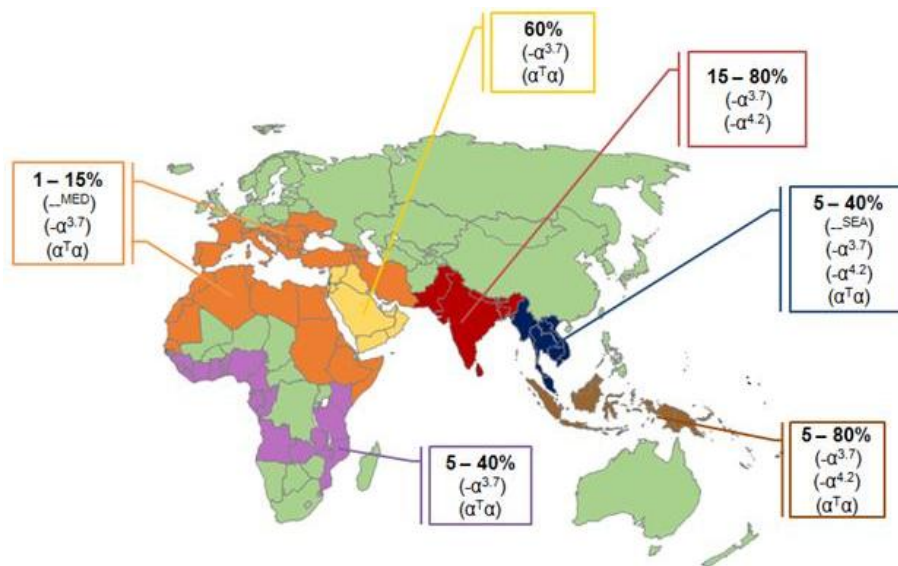 60%
(-α³·⁷)
(αᵀα)
15 – 80%
(-α³·⁷)
(-α⁴·²)
1 – 15%
(--ᴹᴱᴰ)
(-α³·⁷)
(αᵀα)
5 – 40%
(--ˢᴱᴬ)
(-α³·⁷)
(-α⁴·²)
(αᵀα)
5 – 40%
(-α³·⁷)
(αᵀα)
5 – 80%
(-α³·⁷)
(-α⁴·²)
(αᵀα)